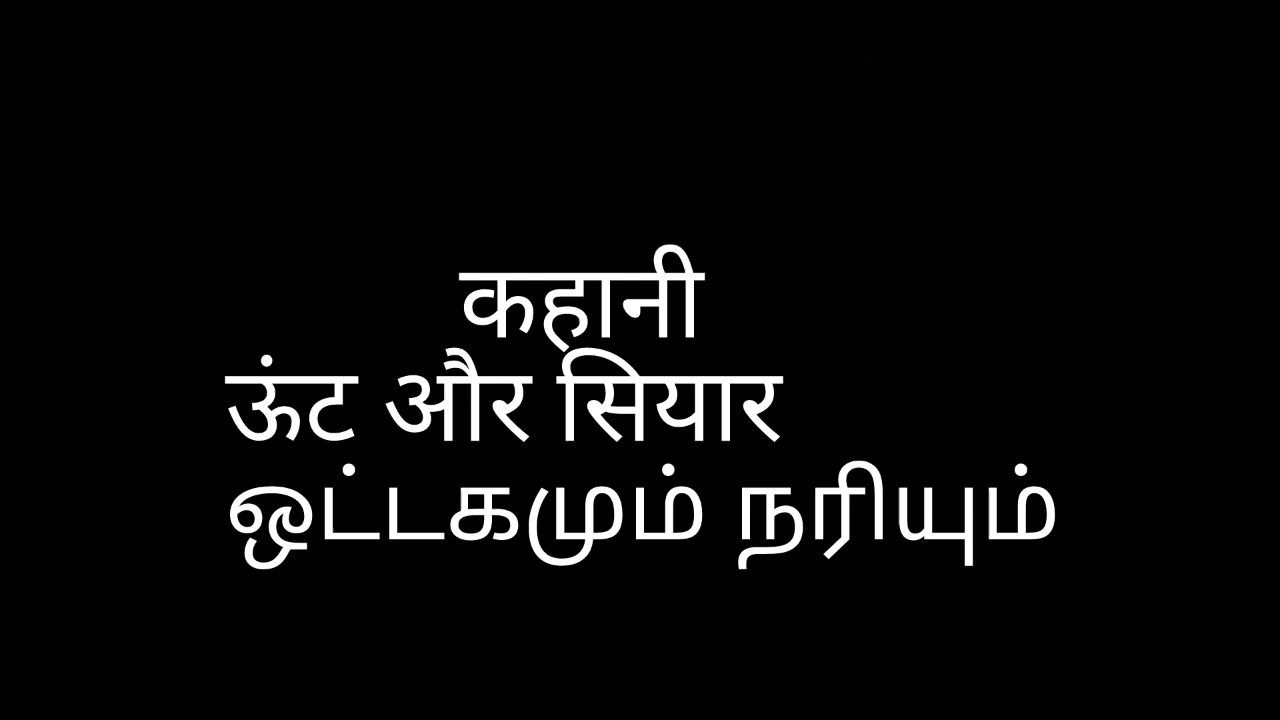 कहानी
ऊंट और सियार
ஒட்டகமும் நரியும்